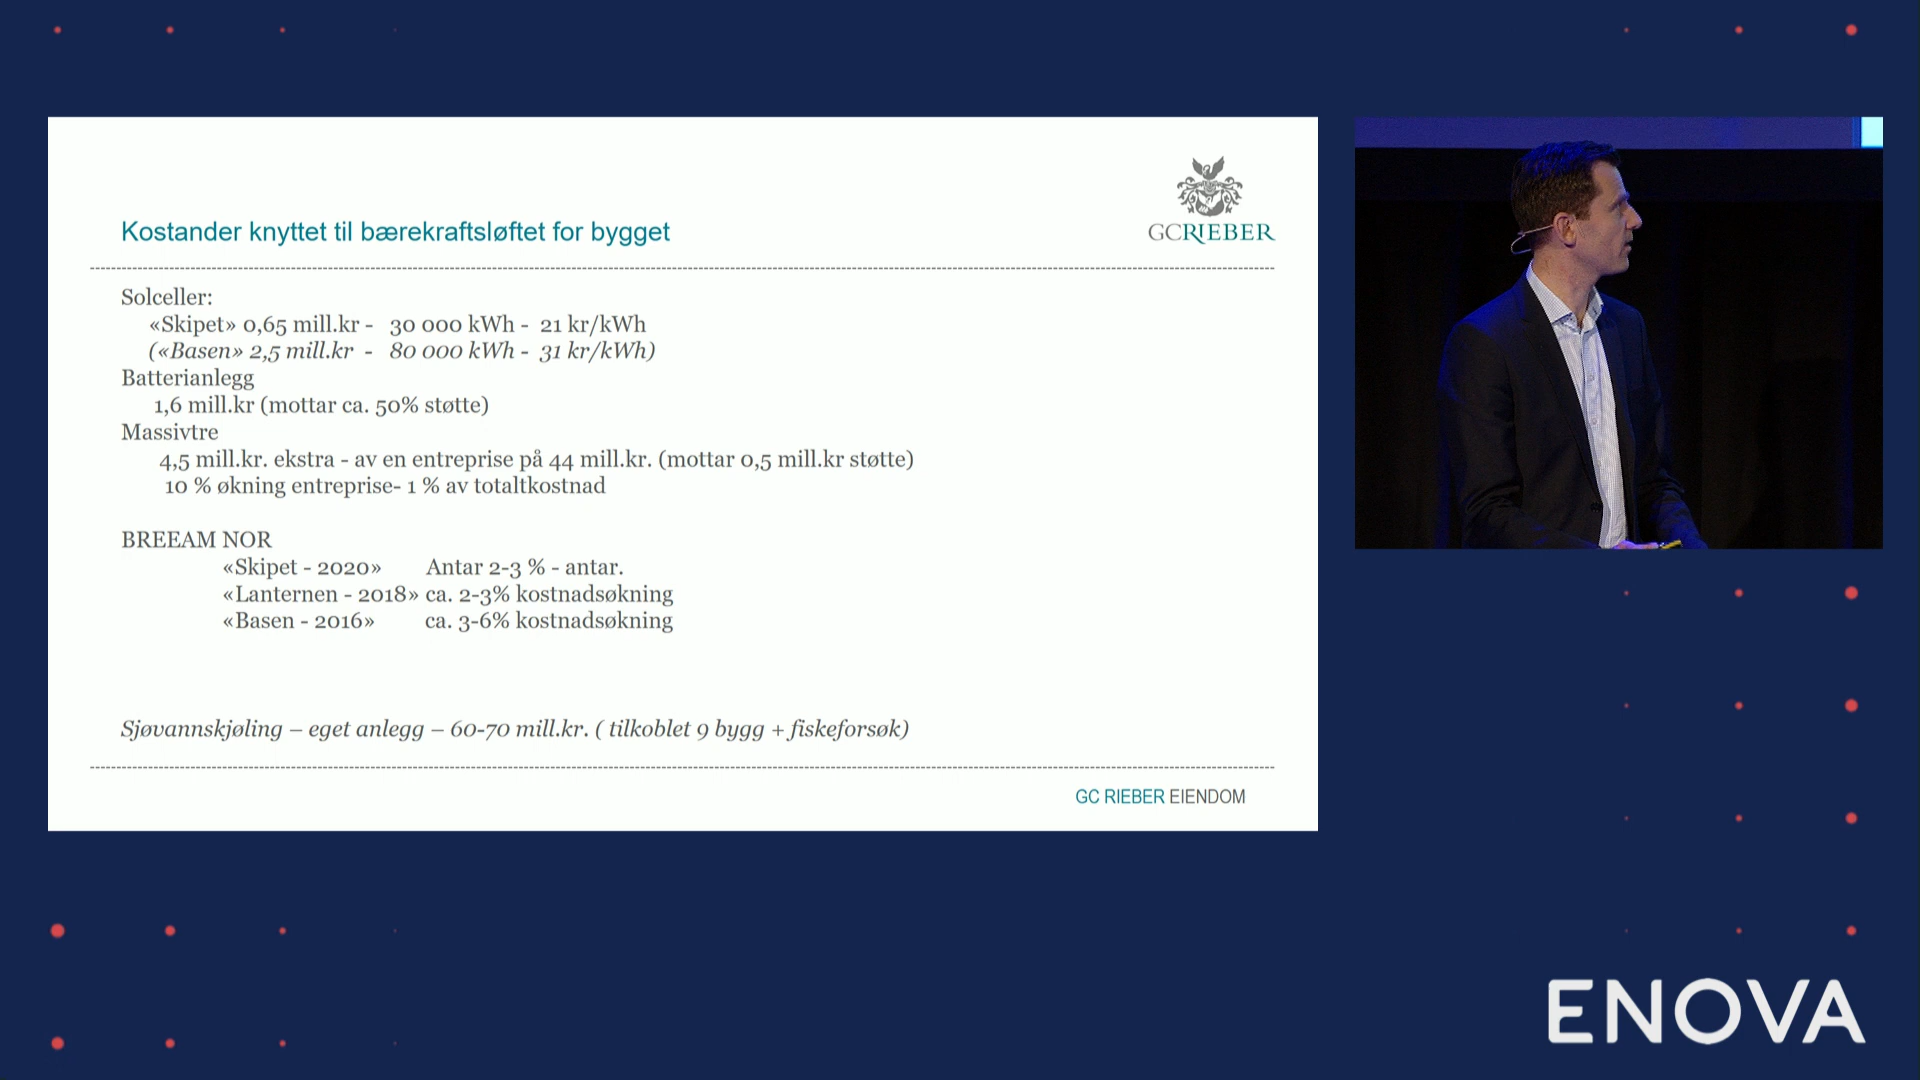 GC RIEBER
Kostander knyttet til bærekraftsløftet for bygget
Solceller:
«Skipet» 0,65 mill.kr - 30 000 kWh - 21 kr/kWh
(«Basen» 2,5 mill.kr - 80 000 kWh - 31 kr/kWh)
Batterianlegg
1,6 mill.kr (mottar ca. 50% støtte)
Massivtre
4,5 mill.kr. ekstra - av en entreprise på 44 mill.kr. (mottar 0,5 mill.kr støtte)
10 % økning entreprise- 1 % av totaltkostnad
BREEAM NOR
«Skipet - 2020» Antar 2-3 % - antar.
«Lanternen - 2018» ca. 2-3% kostnadsøkning
«Basen - 2016» ca. 3-6% kostnadsøkning
Sjøvannskjøling – eget anlegg – 60-70 mill.kr. ( tilkoblet 9 bygg + fiskeforsøk)
GC RIEBER EIENDOM
ENOVA